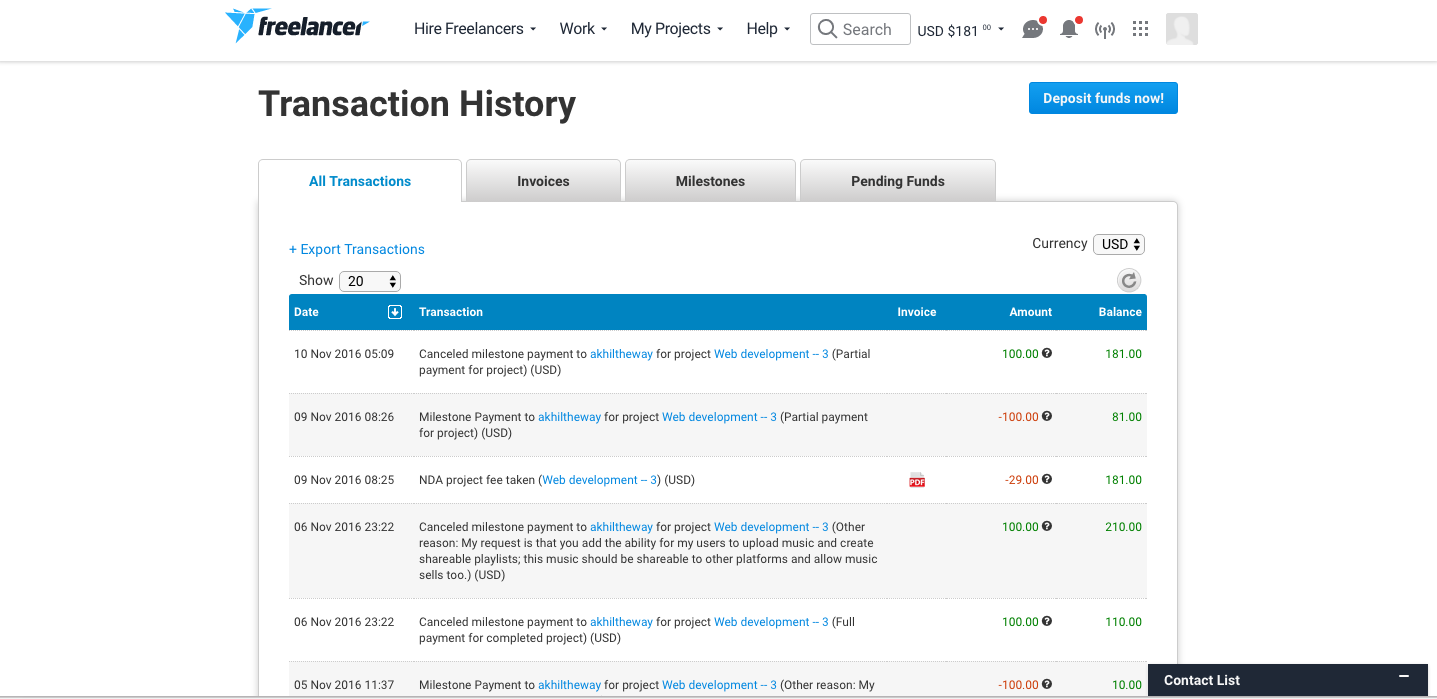 freelancer
Hire Freelancers Work My Projects Help Search USD $181 00
Transaction History
Deposit funds now!
All Transactions Invoices Milestones Pending Funds
+ Export Transactions
Currency USD
Show 20
Date Transaction Invoice Amount Balance
10 Nov 2016 05:09 Canceled milestone payment to akhiltheway for project Web development -- 3 (Partial 100.00 181.00
payment for project) (USD)
09 Nov 2016 08:26 Milestone Payment to akhiltheway for project Web development -- 3 (Partial payment -100.00 81.00
for project) (USD)
09 Nov 2016 08:25 NDA project fee taken (Web development -- 3) (USD) PDF -29.00 181.00
06 Nov 2016 23:22 Canceled milestone payment to akhiltheway for project Web development -- 3 (Other 100.00 210.00
reason: My request is that you add the ability for my users to upload music and create
shareable playlists; this music should be shareable to other platforms and allow music
sells too.) (USD)
06 Nov 2016 23:22 Canceled milestone payment to akhiltheway for project Web development -- 3 (Full 100.00 110.00
payment for completed project) (USD)
05 Nov 2016 11:37 Milestone Payment to akhiltheway for project Web development -- 3 (Other reason: My -100.00 10.00
Contact List